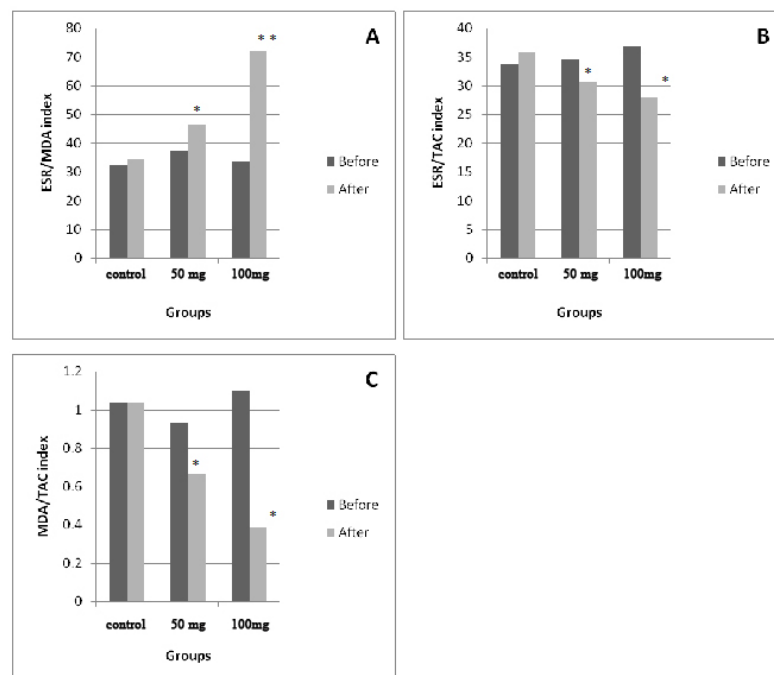 A
80
* *
70
60
50
*
40
30
20
10
0
ESR/MDA index
Before
After
control 50 mg 100mg
Groups
B
40
35
*
*
30
25
20
15
10
5
0
ESR/TAC index
Before
After
control 50 mg 100mg
Groups
C
1.2
1
0.8
*
0.6
0.4
*
0.2
0
MDA/TAC index
Before
After
control 50 mg 100mg
Groups